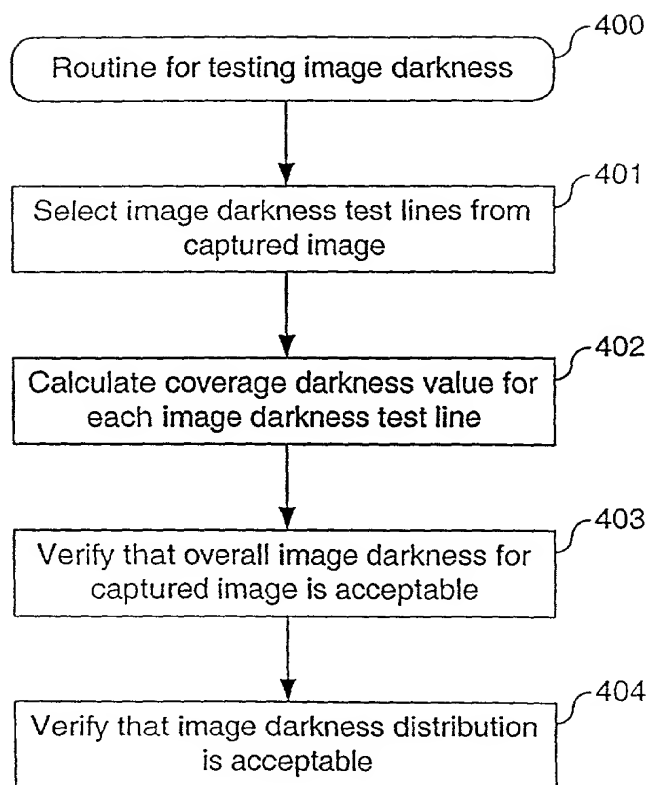 400
Routine for testing image darkness
401
Select image darkness test lines from
captured image
402
Calculate coverage darkness value for
each image darkness test line
403
Verify that overall image darkness for
captured image is acceptable
404
Verify that image darkness distribution
is acceptable